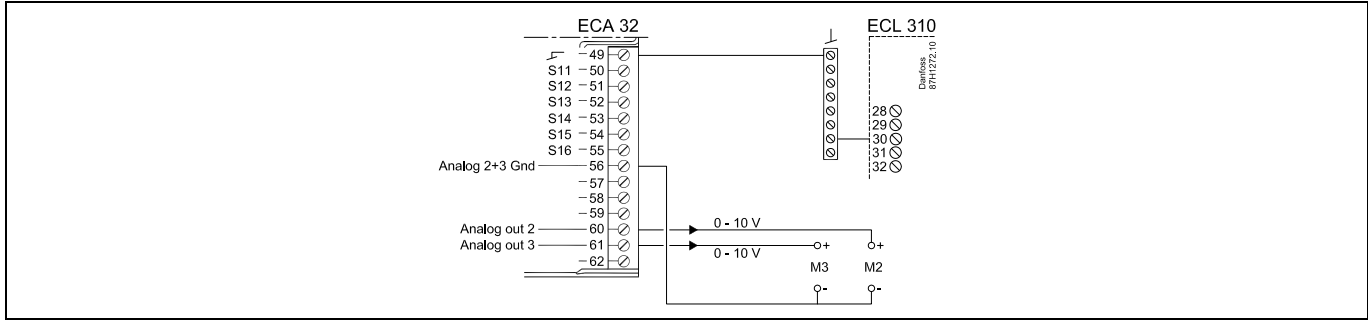 ECA 32
ECL 310
49
S11 50
S12 51
S13 52
S14 53
S15 54
S16 55
Analog 2+3 Gnd 56
57
58
59
Analog out 2 60
Analog out 3 61
62
0 - 10 V
0 - 10 V
+ +
M3 M2
- -
28
29
30
31
32
Danfoss
87H1272.10